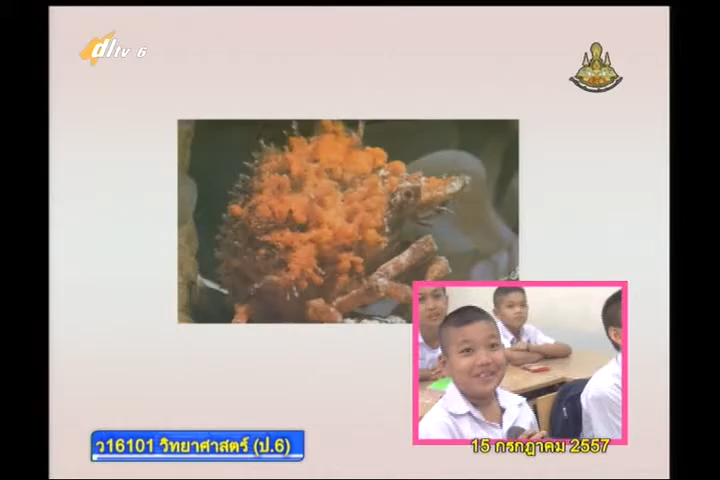 dltv 6
ว16101 วิทยาศาสตร์ (ป.6)
15 กรกฎาคม 2557